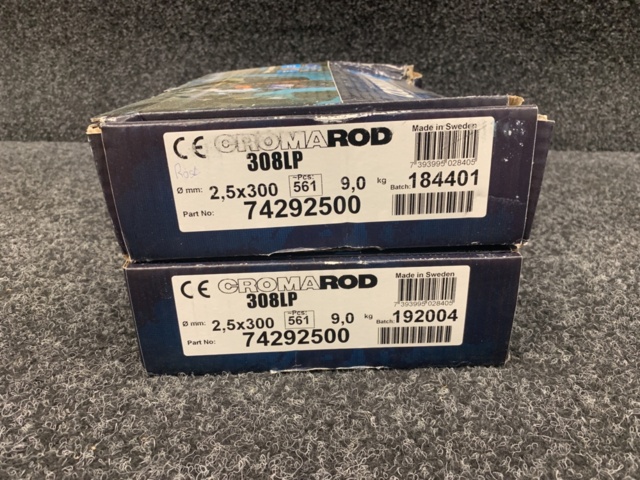 CE CROMAROD Made in Sweden
308LP 7 393995 028405
Ø mm: 2,5x300 ~Pcs: 561 9,0 kg Batch: 184401
Part No: 74292500
CE CROMAROD Made in Sweden
308LP 7 393995 028405
Ø mm: 2,5x300 ~Pcs: 561 9,0 kg Batch: 192004
Part No: 74292500